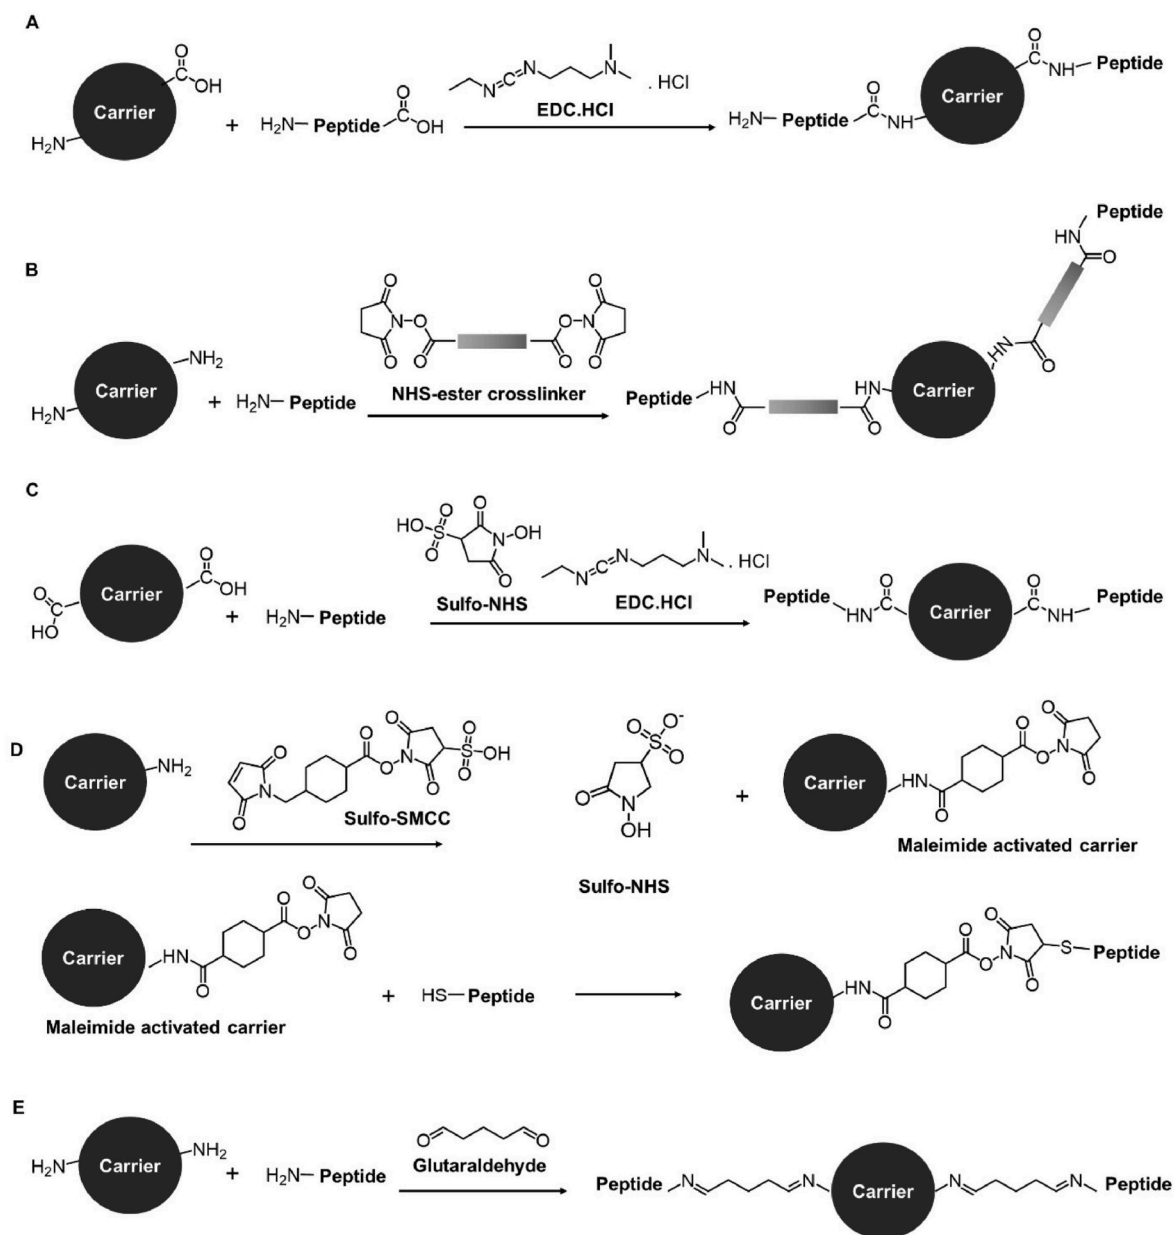 A
Carrier
H₂N
C
O
OH
+
H₂N—Peptide
C
O
OH
N
C
N
N
. HCl
EDC.HCl
H₂N—Peptide
C
O
NH
Carrier
C
O
NH
Peptide
B
Carrier
NH₂
H₂N
+
H₂N—Peptide
O
N
O
O
O
O
O
N
O
O
NHS-ester crosslinker
Peptide
HN
O
O
HN
Carrier
HN
O
O
HN
Peptide
C
Carrier
C
O
OH
C
O
HO
+
H₂N—Peptide
HO
S
O
O
O
N
OH
O
Sulfo-NHS
N
C
N
N
. HCl
EDC.HCl
Peptide
HN
C
O
Carrier
C
O
NH
Peptide
D
Carrier
NH₂
O
N
O
O
O
N
O
O
S
O
O
OH
Sulfo-SMCC
O⁻
S
O
O
O
N
OH
Sulfo-NHS
+
Carrier
HN
O
O
O
N
O
O
Maleimide activated carrier
Carrier
HN
O
O
O
N
O
O
Maleimide activated carrier
+
HS—Peptide
Carrier
HN
O
O
O
N
O
O
S
Peptide
E
Carrier
H₂N
NH₂
+
H₂N—Peptide
O
O
Glutaraldehyde
Peptide
N
N
Carrier
N
N
Peptide